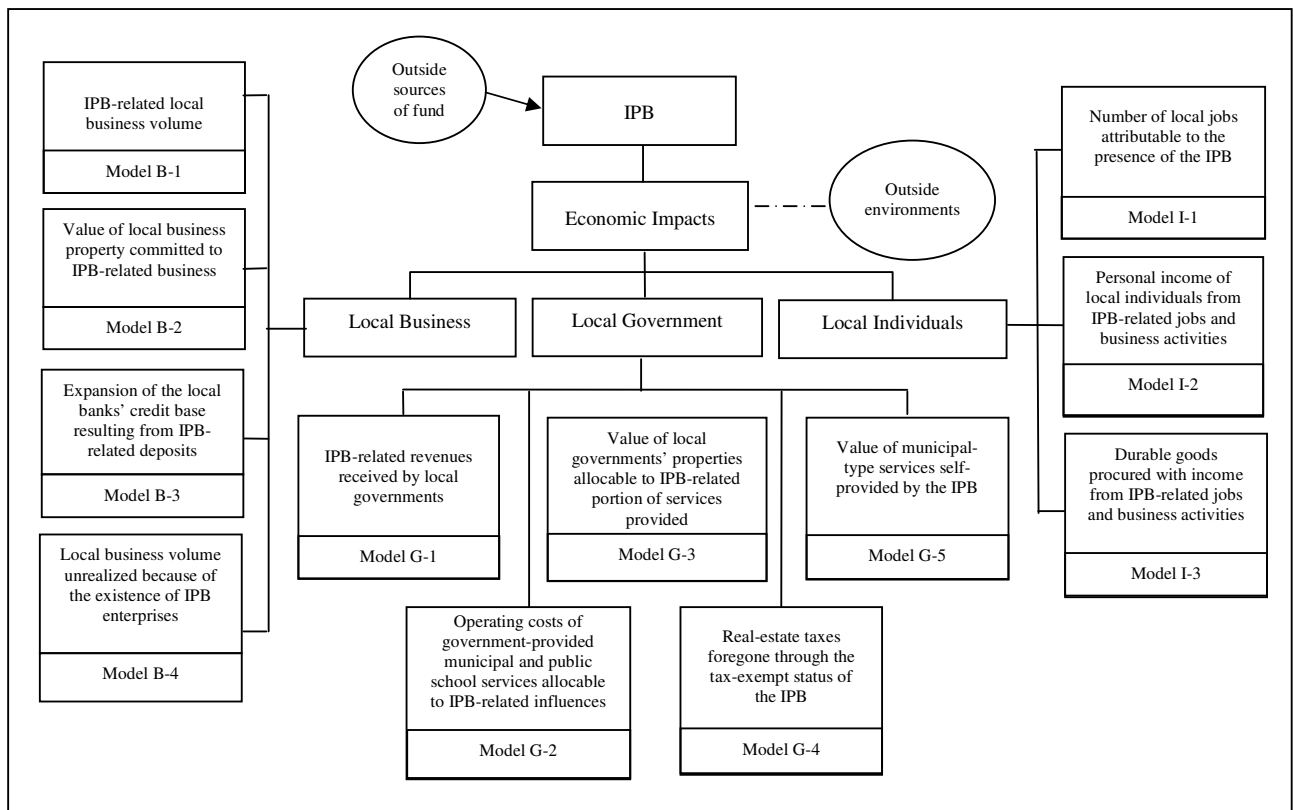 Outside
sources
of fund
IPB
Economic Impacts
Outside
environments
Local Business
Local Government
Local Individuals
IPB-related local
business volume
Model B-1
Value of local business
property committed to
IPB-related business
Model B-2
Expansion of the local
banks' credit base
resulting from IPB-
related deposits
Model B-3
Local business volume
unrealized because of
the existence of IPB
enterprises
Model B-4
IPB-related revenues
received by local
governments
Model G-1
Operating costs of
government-provided
municipal and public
school services allocable
to IPB-related influences
Model G-2
Value of local
governments' properties
allocable to IPB-related
portion of services
provided
Model G-3
Real-estate taxes
foregone through the
tax-exempt status of
the IPB
Model G-4
Value of municipal-
type services self-
provided by the IPB
Model G-5
Number of local jobs
attributable to the
presence of the IPB
Model I-1
Personal income of
local individuals from
IPB-related jobs and
business activities
Model I-2
Durable goods
procured with income
from IPB-related jobs
and business activities
Model I-3